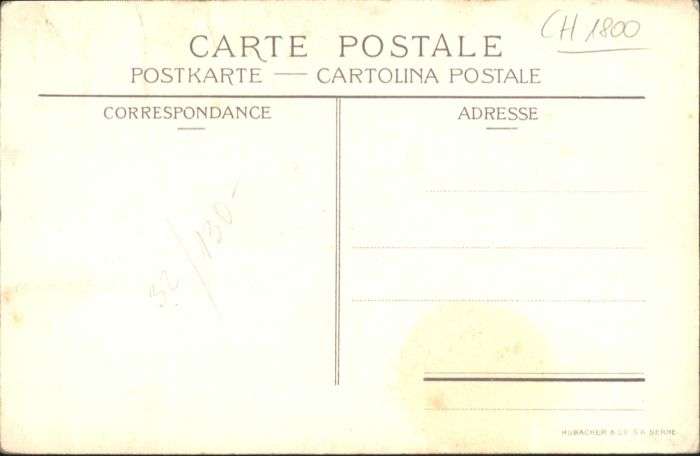 CH 1800
CARTE POSTALE
POSTKARTE — CARTOLINA POSTALE
CORRESPONDANCE
ADRESSE
32/130-
HUBACHER & CO. S.A. BERNE